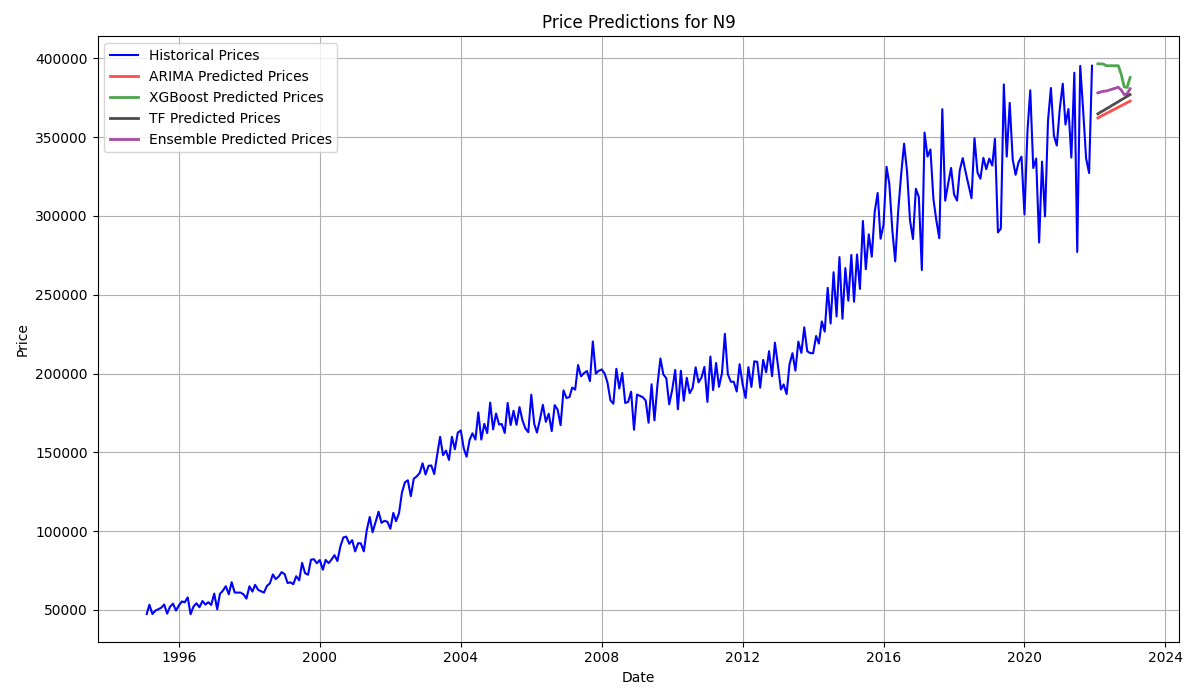 Price Predictions for N9
Historical Prices
ARIMA Predicted Prices
XGBoost Predicted Prices
TF Predicted Prices
Ensemble Predicted Prices
400000
350000
300000
250000
200000
150000
100000
50000
Price
1996 2000 2004 2008 2012 2016 2020 2024
Date